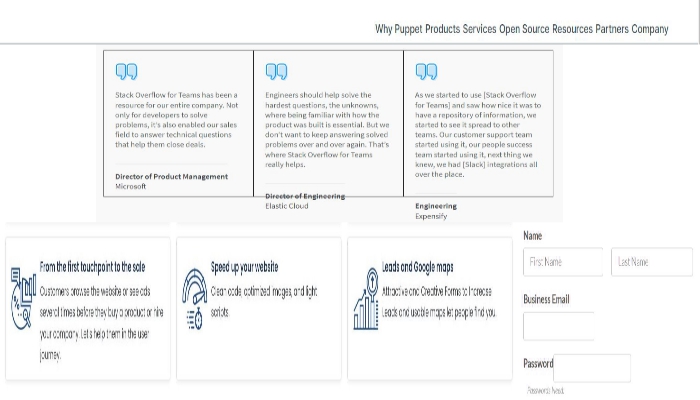 Why Puppet Products Services Open Source Resources Partners Company
Stack Overflow for Teams has been a
resource for our entire company. Not
only for developers to solve
problems, it's also enabled our sales
field to answer technical questions
that help them close deals.
Director of Product Management
Microsoft
Engineers should help solve the
hardest questions, the unknowns,
where being familiar with how the
product was built is essential. But we
don't want to keep answering solved
problems over and over again. That's
where Stack Overflow for Teams
really helps.
Director of Engineering
Elastic Cloud
As we started to use [Stack Overflow
for Teams] and saw how nice it was to
have a repository of information, we
started to see it spread to other
teams. Our customer support team
started using it, our people success
team started using it, next thing we
knew, we had [Slack] integrations all
over the place.
Engineering
Expensify
From the first touchpoint to the sale
Customers browse the website or see ads
several times before they buy a product or hire
your company. Let's help them in the user
journey.
Speed up your website
Clean code, optimized images, and light
scripts.
Leads and Google maps
Attractive and Creative Forms to Increase
Leads and usable maps let people find you.
Name
First Name
Last Name
Business Email
Password
Password